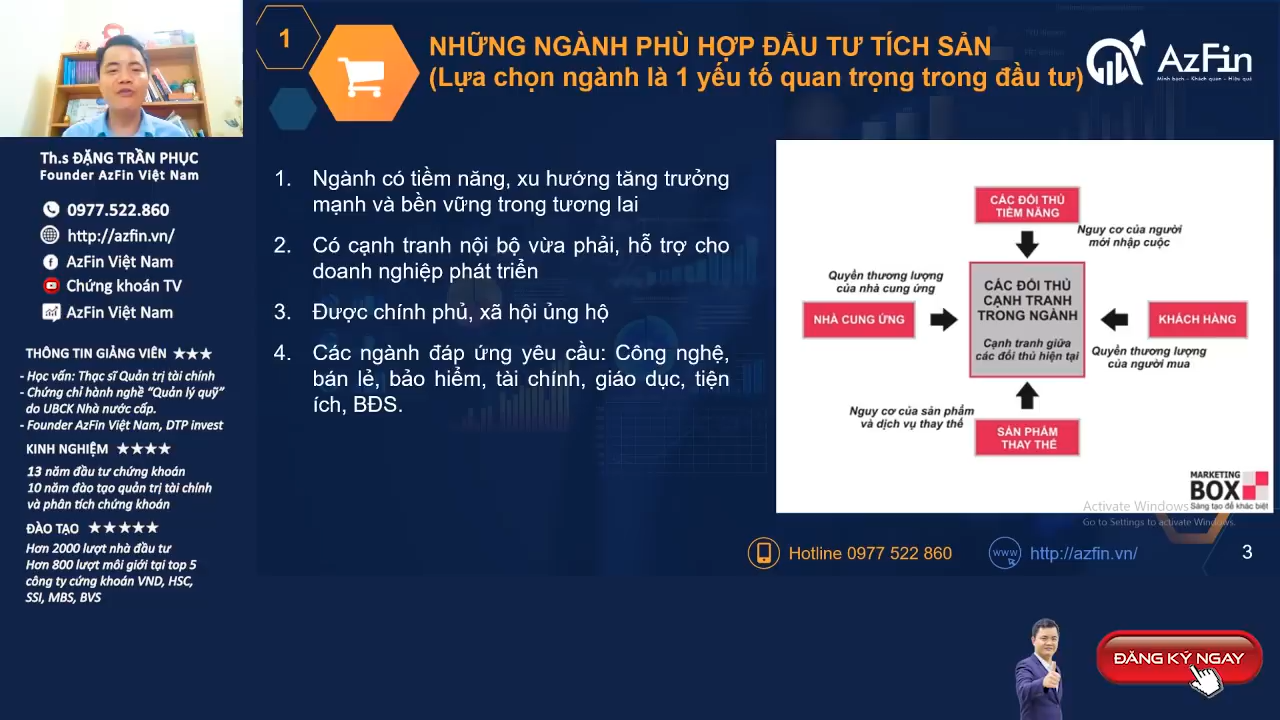 Th.s ĐẶNG TRẦN PHỤC
Founder AzFin Việt Nam
0977.522.860
http://azfin.vn/
AzFin Việt Nam
Chứng khoán TV
AzFin Việt Nam
THÔNG TIN GIẢNG VIÊN ★★★
- Học vấn: Thạc sĩ Quản trị tài chính
- Chứng chỉ hành nghề “Quản lý quỹ”
do UBCK Nhà nước cấp.
- Founder AzFin Việt Nam, DTP invest
KINH NGHIỆM ★★★★
13 năm đầu tư chứng khoán
10 năm đào tạo quản trị tài chính
và phân tích chứng khoán
ĐÀO TẠO ★★★★★
Hơn 2000 lượt nhà đầu tư
Hơn 800 lượt môi giới tại top 5
công ty cứng khoán VND, HSC,
SSI, MBS, BVS
1
NHỮNG NGÀNH PHÙ HỢP ĐẦU TƯ TÍCH SẢN
(Lựa chọn ngành là 1 yếu tố quan trọng trong đầu tư)
AzFin
Minh bạch - Khách quan - Hiệu quả
1. Ngành có tiềm năng, xu hướng tăng trưởng
mạnh và bền vững trong tương lai
2. Có cạnh tranh nội bộ vừa phải, hỗ trợ cho
doanh nghiệp phát triển
3. Được chính phủ, xã hội ủng hộ
4. Các ngành đáp ứng yêu cầu: Công nghệ,
bán lẻ, bảo hiểm, tài chính, giáo dục, tiện
ích, BĐS.
CÁC ĐỐI THỦ
TIỀM NĂNG
Nguy cơ của người
mới nhập cuộc
Quyền thương lượng
của nhà cung ứng
NHÀ CUNG ỨNG
CÁC ĐỐI THỦ
CẠNH TRANH
TRONG NGÀNH
Cạnh tranh giữa
các đối thủ hiện tại
KHÁCH HÀNG
Quyền thương lượng
của người mua
Nguy cơ của sản phẩm
và dịch vụ thay thế
SẢN PHẨM
THAY THẾ
MARKETING
BOX
Sáng tạo để khác biệt
Activate Windows
Go to Settings to activate Windows.
Hotline 0977 522 860
www
http://azfin.vn/
3
ĐĂNG KÝ NGAY